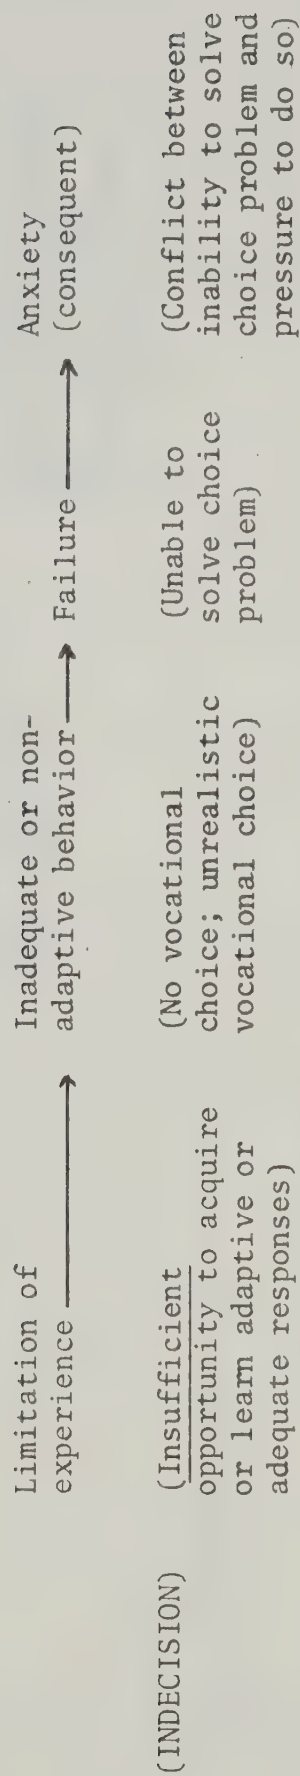 Limitation of
experience
Inadequate or non-
adaptive behavior
Failure
Anxiety
(consequent)
(INDECISION)
(Insufficient
opportunity to acquire
or learn adaptive or
adequate responses)
(No vocational
choice; unrealistic
vocational choice)
(Unable to
solve choice
problem)
(Conflict between
inability to solve
choice problem and
pressure to do so)